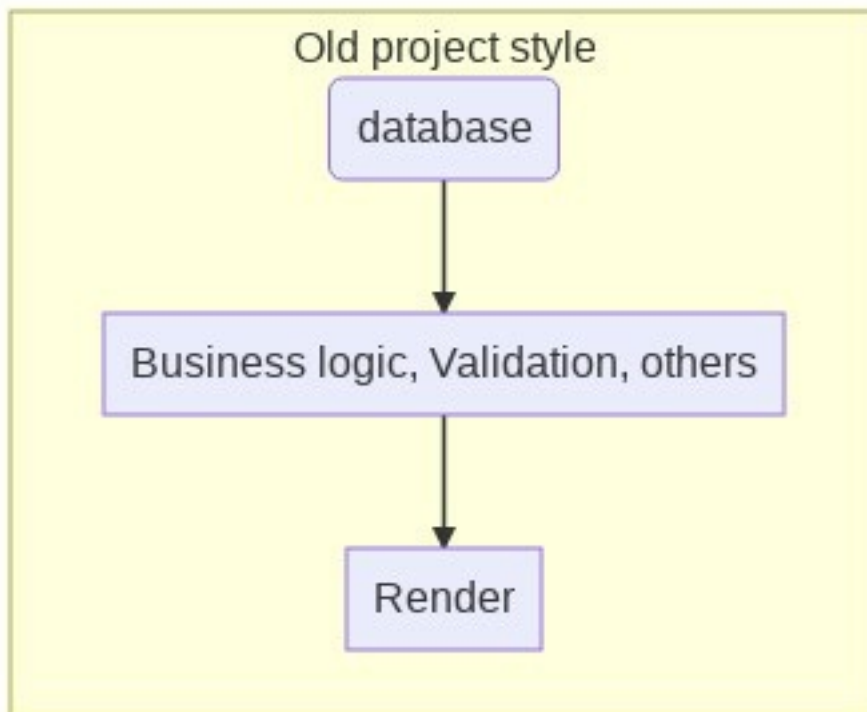 Old project style
database
Business logic, Validation, others
Render